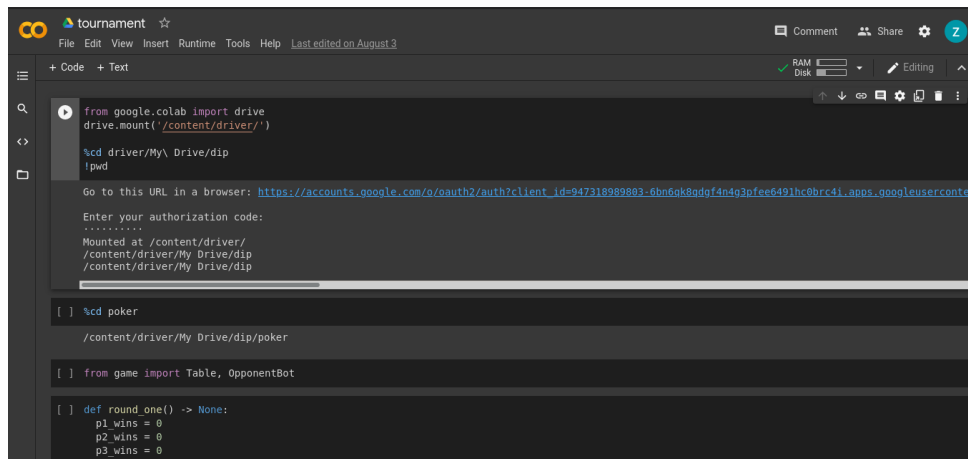 tournament
Comment Share Z
File Edit View Insert Runtime Tools Help Last edited on August 3
+ Code + Text
RAM
Disk
Editing
from google.colab import drive
drive.mount('/content/driver/')
%cd driver/My\ Drive/dip
!pwd
Go to this URL in a browser: https://accounts.google.com/o/oauth2/auth?client_id=947318989803-6bn6qk8qdgf4n4g3pfee6491hc0brc4i.apps.googleuserconte
Enter your authorization code:
··········
Mounted at /content/driver/
/content/driver/My Drive/dip
/content/driver/My Drive/dip
[ ] %cd poker
/content/driver/My Drive/dip/poker
[ ] from game import Table, OpponentBot
[ ] def round_one() -> None:
p1_wins = 0
p2_wins = 0
p3_wins = 0